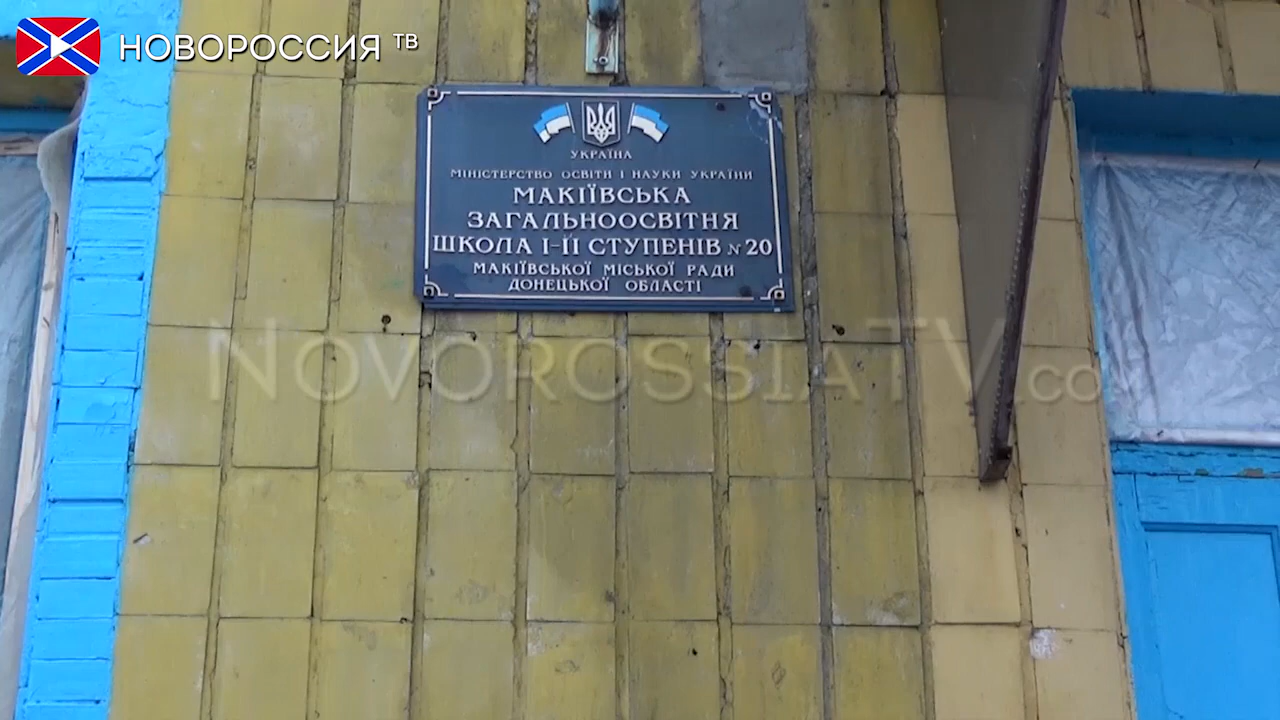 НОВОРОССИЯ ТВ
УКРАЇНА
МІНІСТЕРСТВО ОСВІТИ І НАУКИ УКРАЇНИ
МАКІЇВСЬКА
ЗАГАЛЬНООСВІТНЯ
ШКОЛА І-ІІ СТУПЕНІВ № 20
МАКІЇВСЬКОЇ МІСЬКОЇ РАДИ
ДОНЕЦЬКОЇ ОБЛАСТІ
NOVOROSSIATV.COM